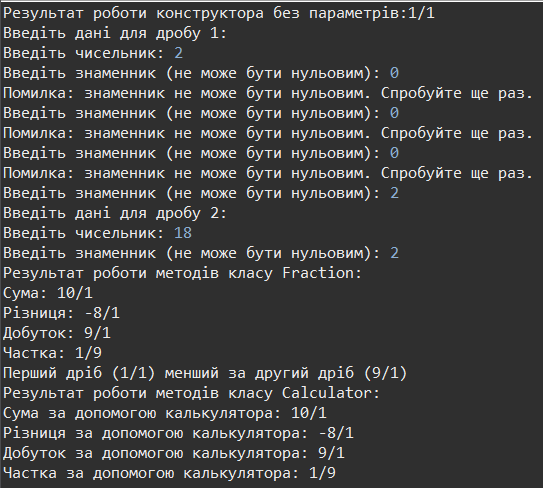 Результат роботи конструктора без параметрів:1/1
Введіть дані для дробу 1:
Введіть чисельник: 2
Введіть знаменник (не може бути нульовим): 0
Помилка: знаменник не може бути нульовим. Спробуйте ще раз.
Введіть знаменник (не може бути нульовим): 0
Помилка: знаменник не може бути нульовим. Спробуйте ще раз.
Введіть знаменник (не може бути нульовим): 0
Помилка: знаменник не може бути нульовим. Спробуйте ще раз.
Введіть знаменник (не може бути нульовим): 2
Введіть дані для дробу 2:
Введіть чисельник: 18
Введіть знаменник (не може бути нульовим): 2
Результат роботи методів класу Fraction:
Сума: 10/1
Різниця: -8/1
Добуток: 9/1
Частка: 1/9
Перший дріб (1/1) менший за другий дріб (9/1)
Результат роботи методів класу Calculator:
Сума за допомогою калькулятора: 10/1
Різниця за допомогою калькулятора: -8/1
Добуток за допомогою калькулятора: 9/1
Частка за допомогою калькулятора: 1/9